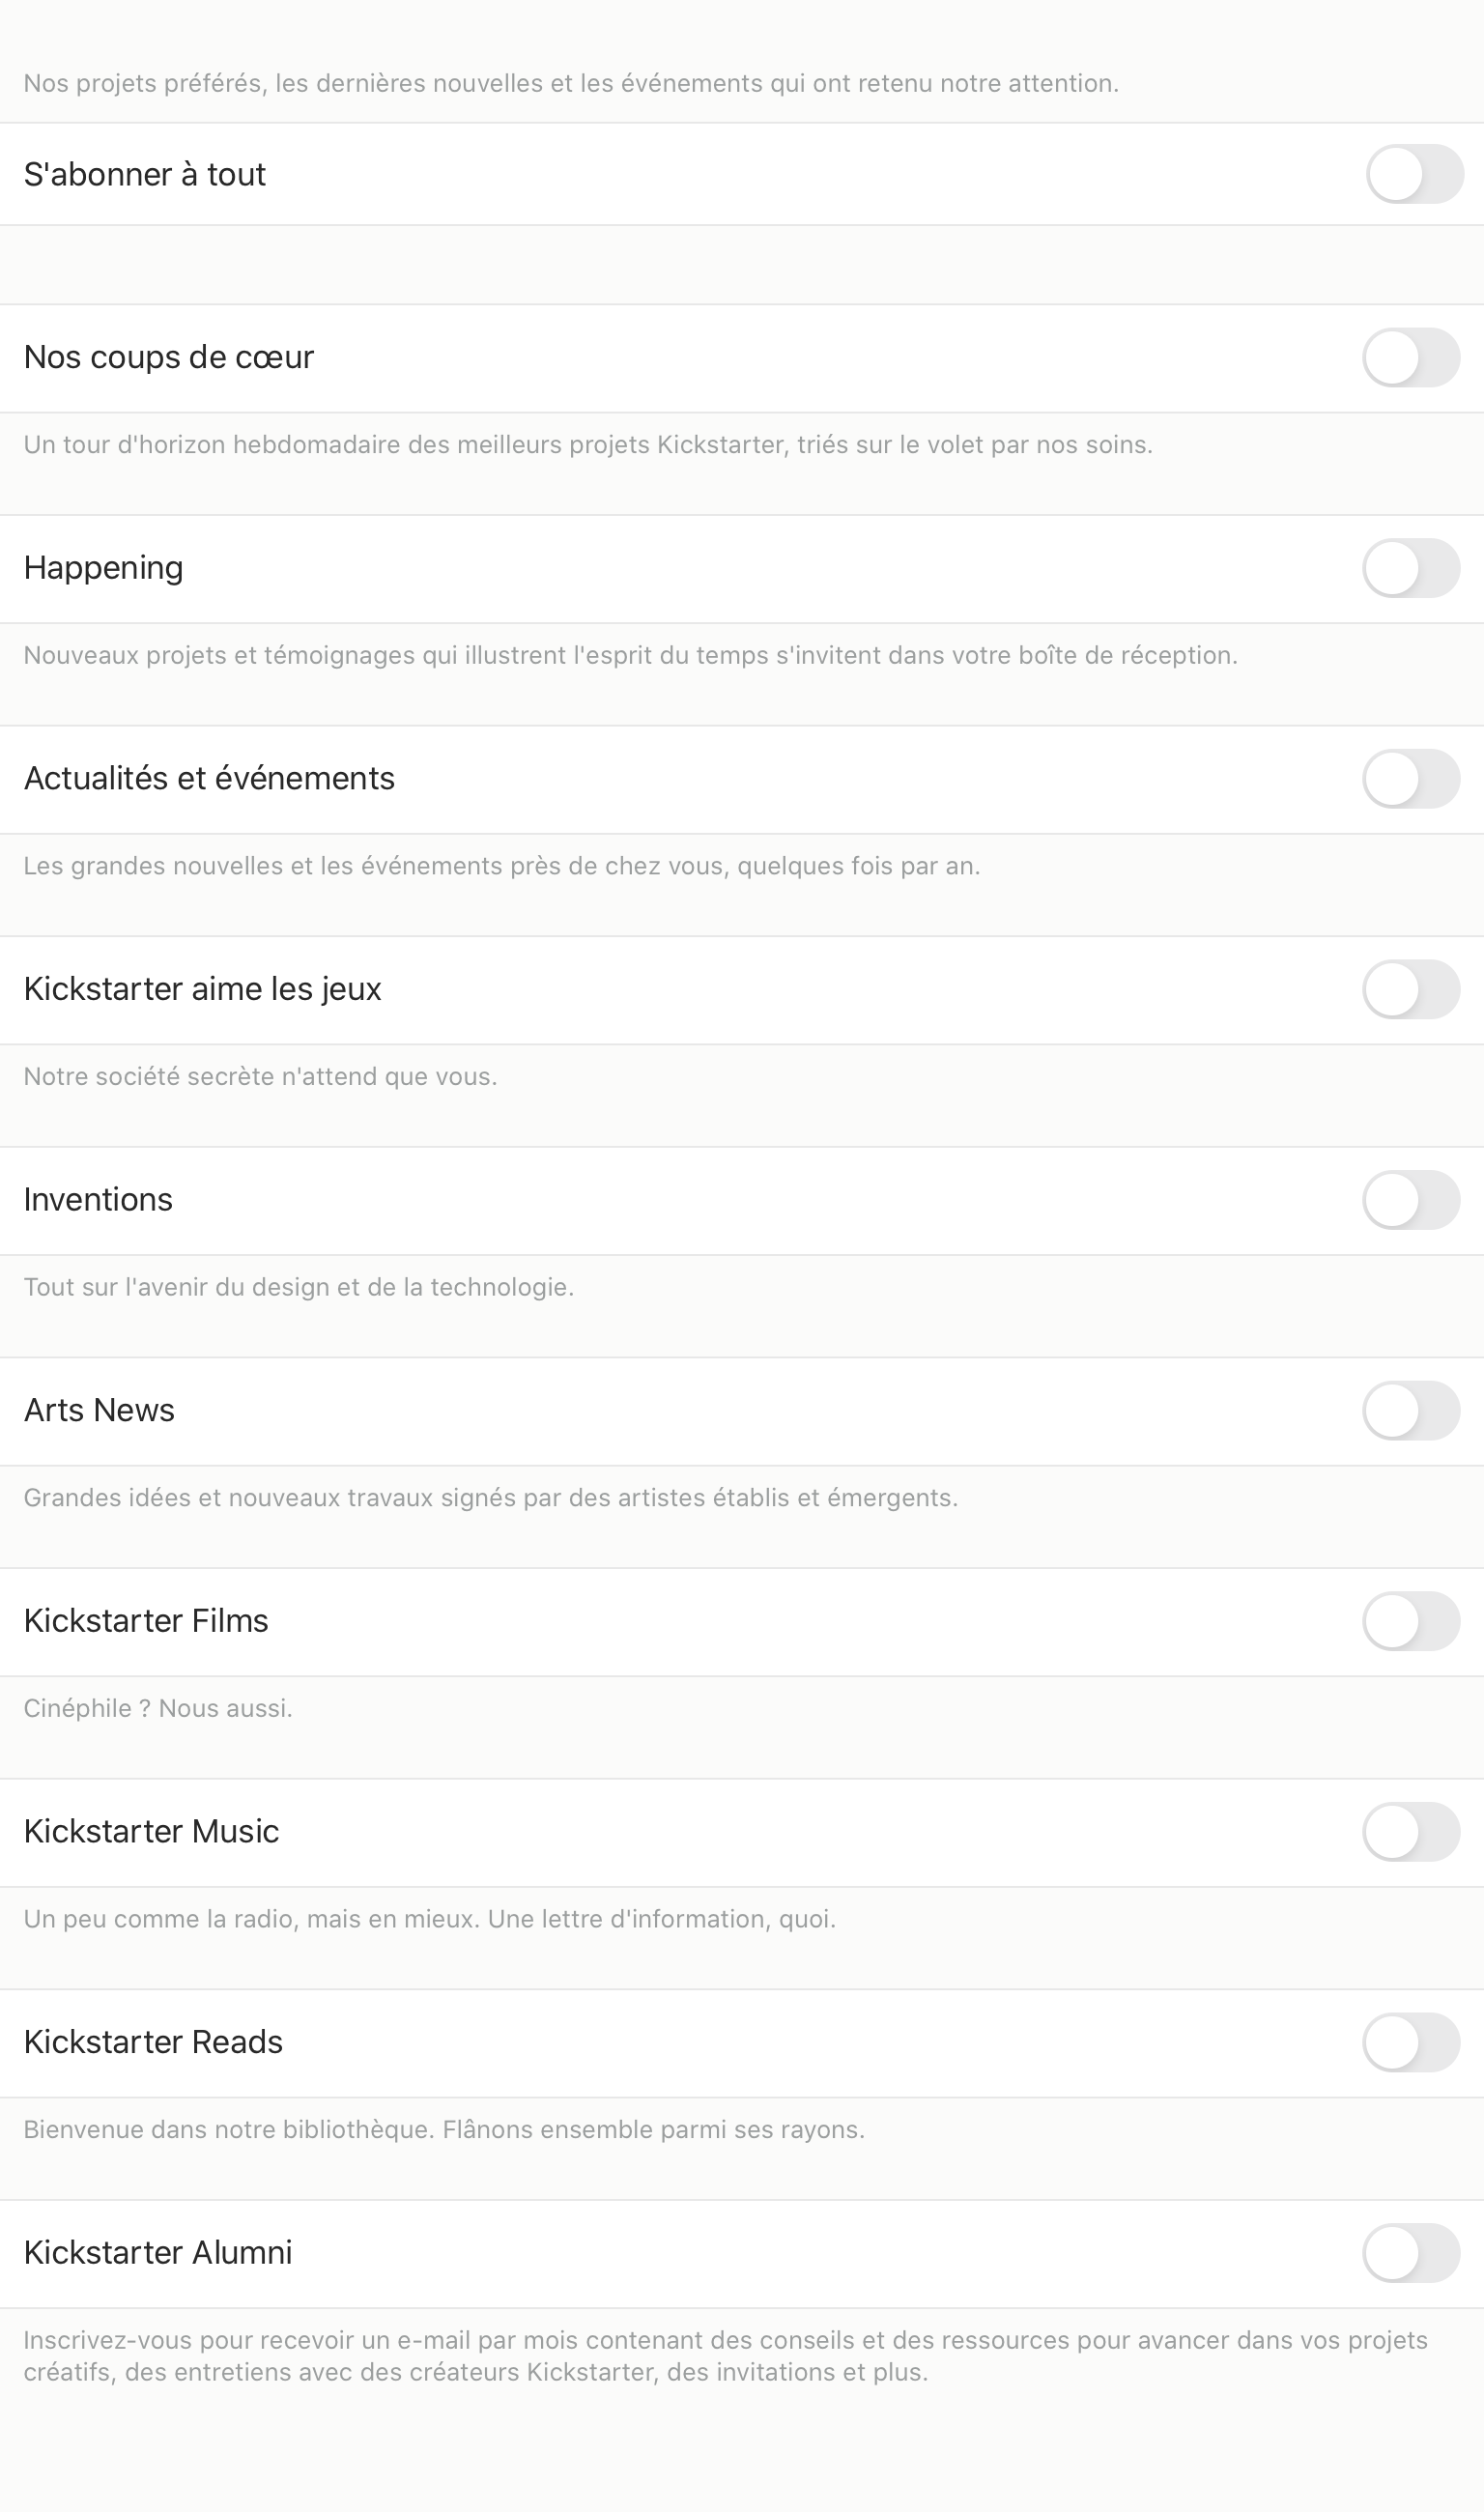 Nos projets préférés, les dernières nouvelles et les événements qui ont retenu notre attention.
S'abonner à tout
Nos coups de cœur
Un tour d'horizon hebdomadaire des meilleurs projets Kickstarter, triés sur le volet par nos soins.
Happening
Nouveaux projets et témoignages qui illustrent l'esprit du temps s'invitent dans votre boîte de réception.
Actualités et événements
Les grandes nouvelles et les événements près de chez vous, quelques fois par an.
Kickstarter aime les jeux
Notre société secrète n'attend que vous.
Inventions
Tout sur l'avenir du design et de la technologie.
Arts News
Grandes idées et nouveaux travaux signés par des artistes établis et émergents.
Kickstarter Films
Cinéphile ? Nous aussi.
Kickstarter Music
Un peu comme la radio, mais en mieux. Une lettre d'information, quoi.
Kickstarter Reads
Bienvenue dans notre bibliothèque. Flânons ensemble parmi ses rayons.
Kickstarter Alumni
Inscrivez-vous pour recevoir un e-mail par mois contenant des conseils et des ressources pour avancer dans vos projets
créatifs, des entretiens avec des créateurs Kickstarter, des invitations et plus.